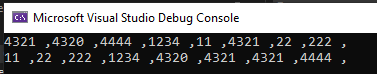 Microsoft Visual Studio Debug Console
4321 ,4320 ,4444 ,1234 ,11 ,4321 ,22 ,222 ,
11 ,22 ,222 ,1234 ,4320 ,4321 ,4321 ,4444 ,